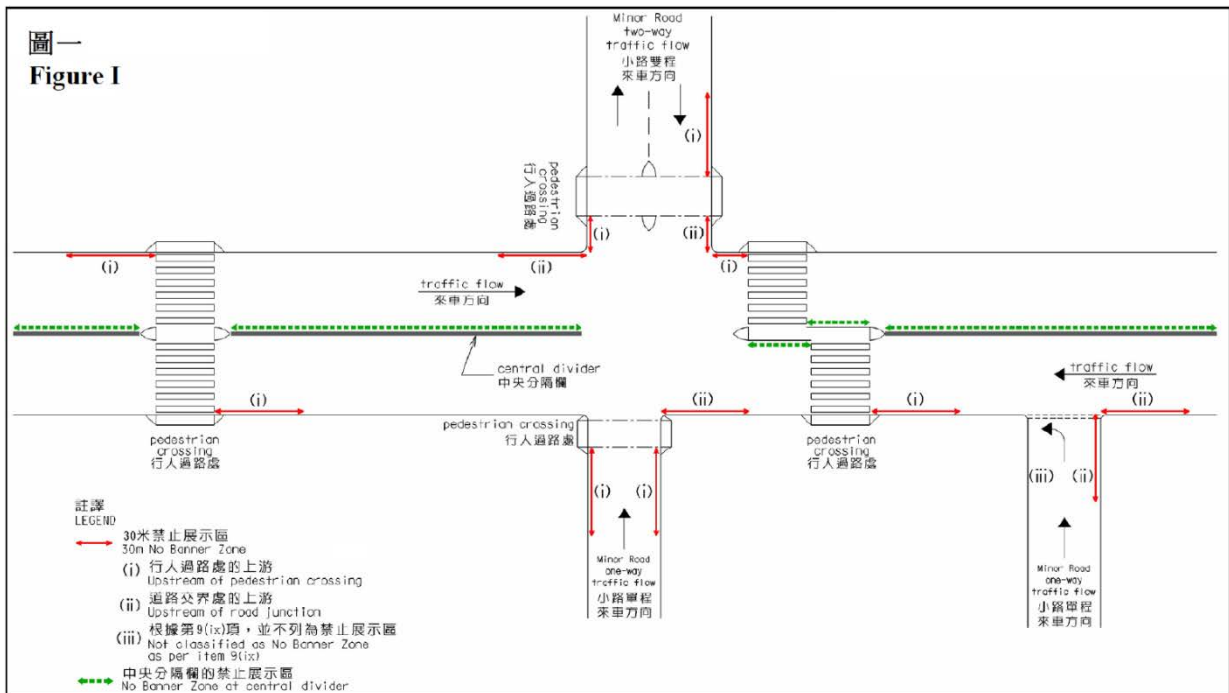 圖一
Figure I
Minor Road
two-way
traffic flow
小路雙程
來車方向
(i)
pedestrian
crossing
行人過路處
(i)
(ii)
(i)
(ii)
(i)
traffic flow
來車方向
central divider
中央分隔欄
traffic flow
來車方向
(i)
(ii)
(i)
(ii)
pedestrian crossing
行人過路處
pedestrian
crossing
行人過路處
pedestrian
crossing
行人過路處
(i)
(i)
(iii)
(ii)
Minor Road
one-way
traffic flow
小路單程
來車方向
Minor Road
one-way
traffic flow
小路單程
來車方向
註譯
LEGEND
30米禁止展示區
30m No Banner Zone
(i) 行人過路處的上游
Upstream of pedestrian crossing
(ii) 道路交界處的上游
Upstream of road junction
(iii) 根據第9(ix)項，並不列為禁止展示區
Not classified as No Banner Zone
as per item 9(ix)
中央分隔欄的禁止展示區
No Banner Zone at central divider